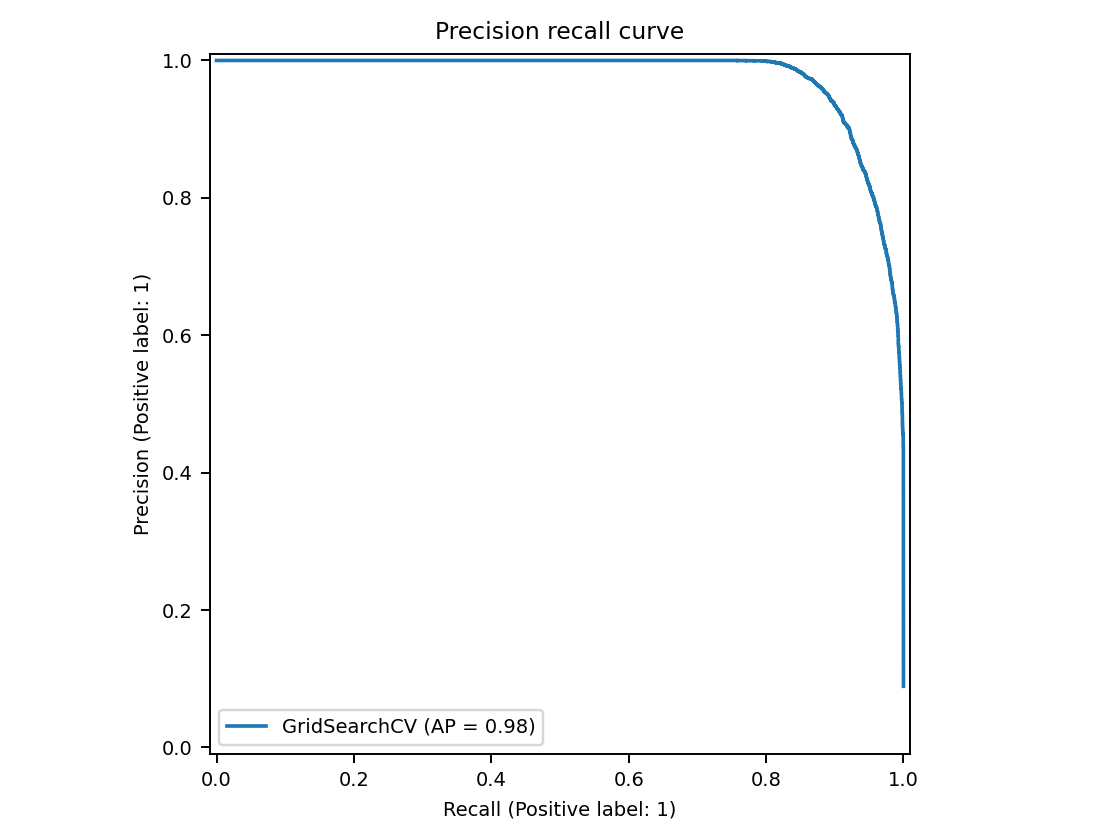 Precision recall curve
1.0
0.8
0.6
0.4
0.2
0.0
Precision (Positive label: 1)
GridSearchCV (AP = 0.98)
0.0 0.2 0.4 0.6 0.8 1.0
Recall (Positive label: 1)